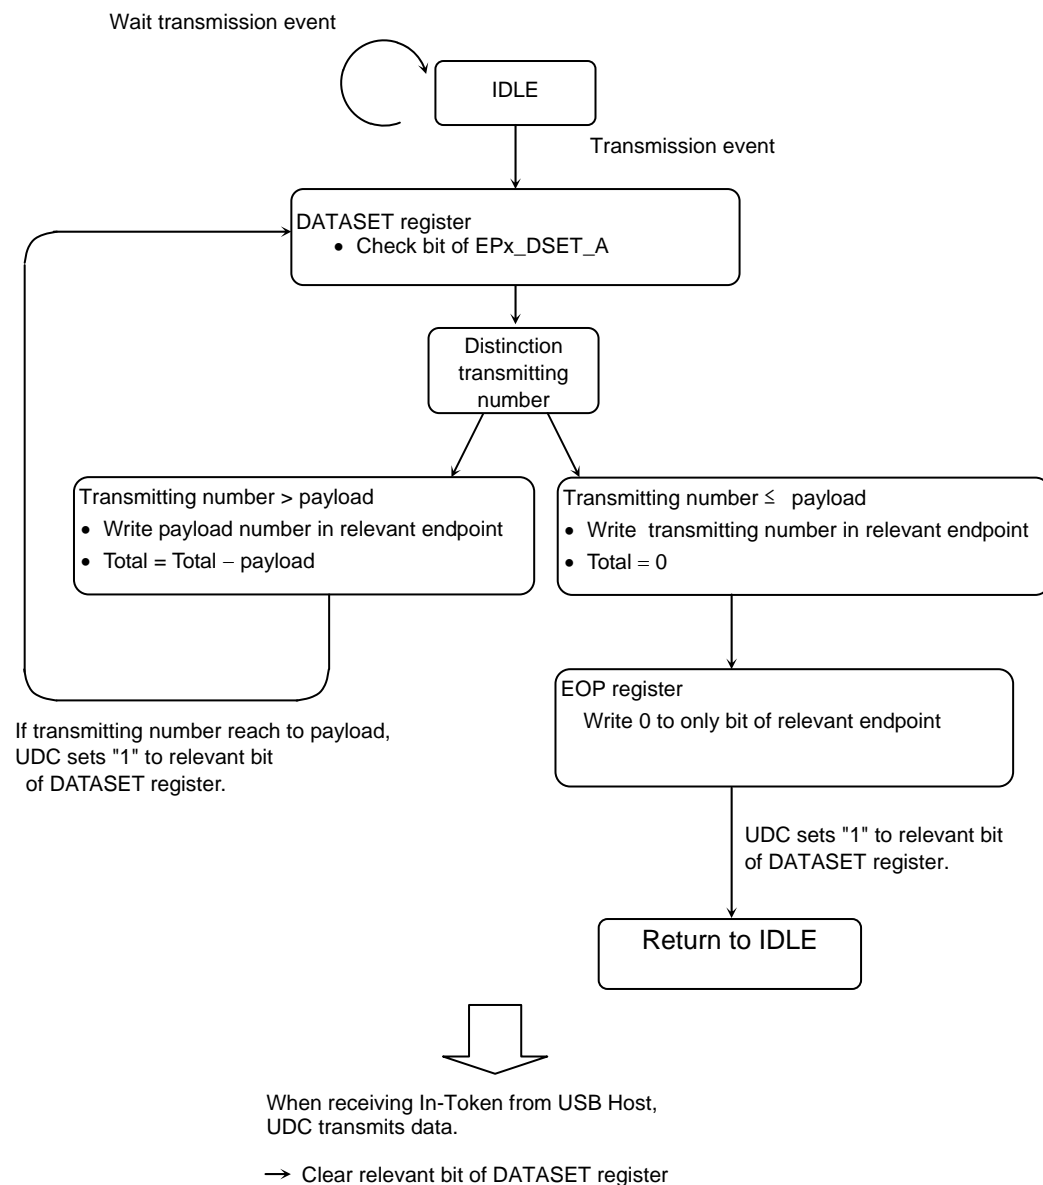 Wait transmission event
IDLE
Transmission event
DATASET register
• Check bit of EPx_DSET_A
Distinction
transmitting
number
Transmitting number > payload
• Write payload number in relevant endpoint
• Total = Total − payload
Transmitting number ≤ payload
• Write transmitting number in relevant endpoint
• Total = 0
If transmitting number reach to payload,
UDC sets "1" to relevant bit
of DATASET register.
EOP register
Write 0 to only bit of relevant endpoint
UDC sets "1" to relevant bit
of DATASET register.
Return to IDLE
When receiving In-Token from USB Host,
UDC transmits data.
→ Clear relevant bit of DATASET register